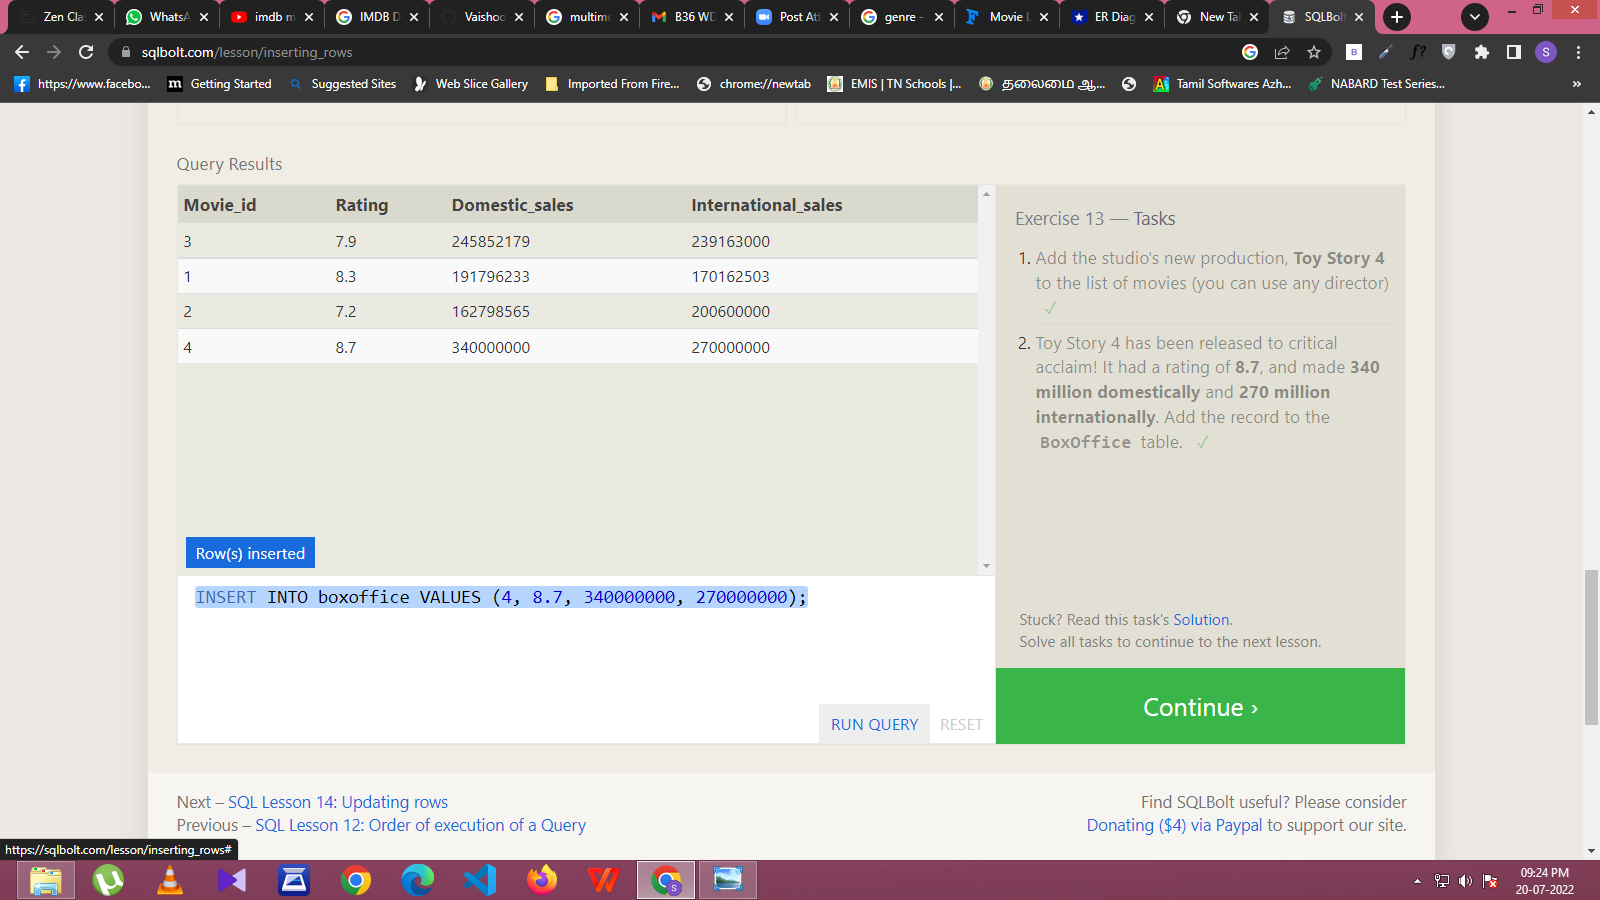 Zen Cla
WhatsA
imdb m
IMDB D
Vaishoo
multime
B36 WD
Post Att
genre -
Movie L
ER Diag
New Tab
SQLBolt
sqlbolt.com/lesson/inserting_rows
https://www.facebo...
Getting Started
Suggested Sites
Web Slice Gallery
Imported From Fire...
chrome://newtab
EMIS | TN Schools |...
தலைமை ஆ...
Tamil Softwares Azh...
NABARD Test Series...
»
Query Results
Movie_id Rating Domestic_sales International_sales
3 7.9 245852179 239163000
1 8.3 191796233 170162503
2 7.2 162798565 200600000
4 8.7 340000000 270000000
Row(s) inserted
INSERT INTO boxoffice VALUES (4, 8.7, 340000000, 270000000);
RUN QUERY RESET
Exercise 13 — Tasks
1. Add the studio's new production, Toy Story 4
to the list of movies (you can use any director)
✓
2. Toy Story 4 has been released to critical
acclaim! It had a rating of 8.7, and made 340
million domestically and 270 million
internationally. Add the record to the
BoxOffice table. ✓
Stuck? Read this task's Solution.
Solve all tasks to continue to the next lesson.
Continue ›
Next – SQL Lesson 14: Updating rows
Previous – SQL Lesson 12: Order of execution of a Query
Find SQLBolt useful? Please consider
Donating ($4) via Paypal to support our site.
https://sqlbolt.com/lesson/inserting_rows#
09:24 PM
20-07-2022